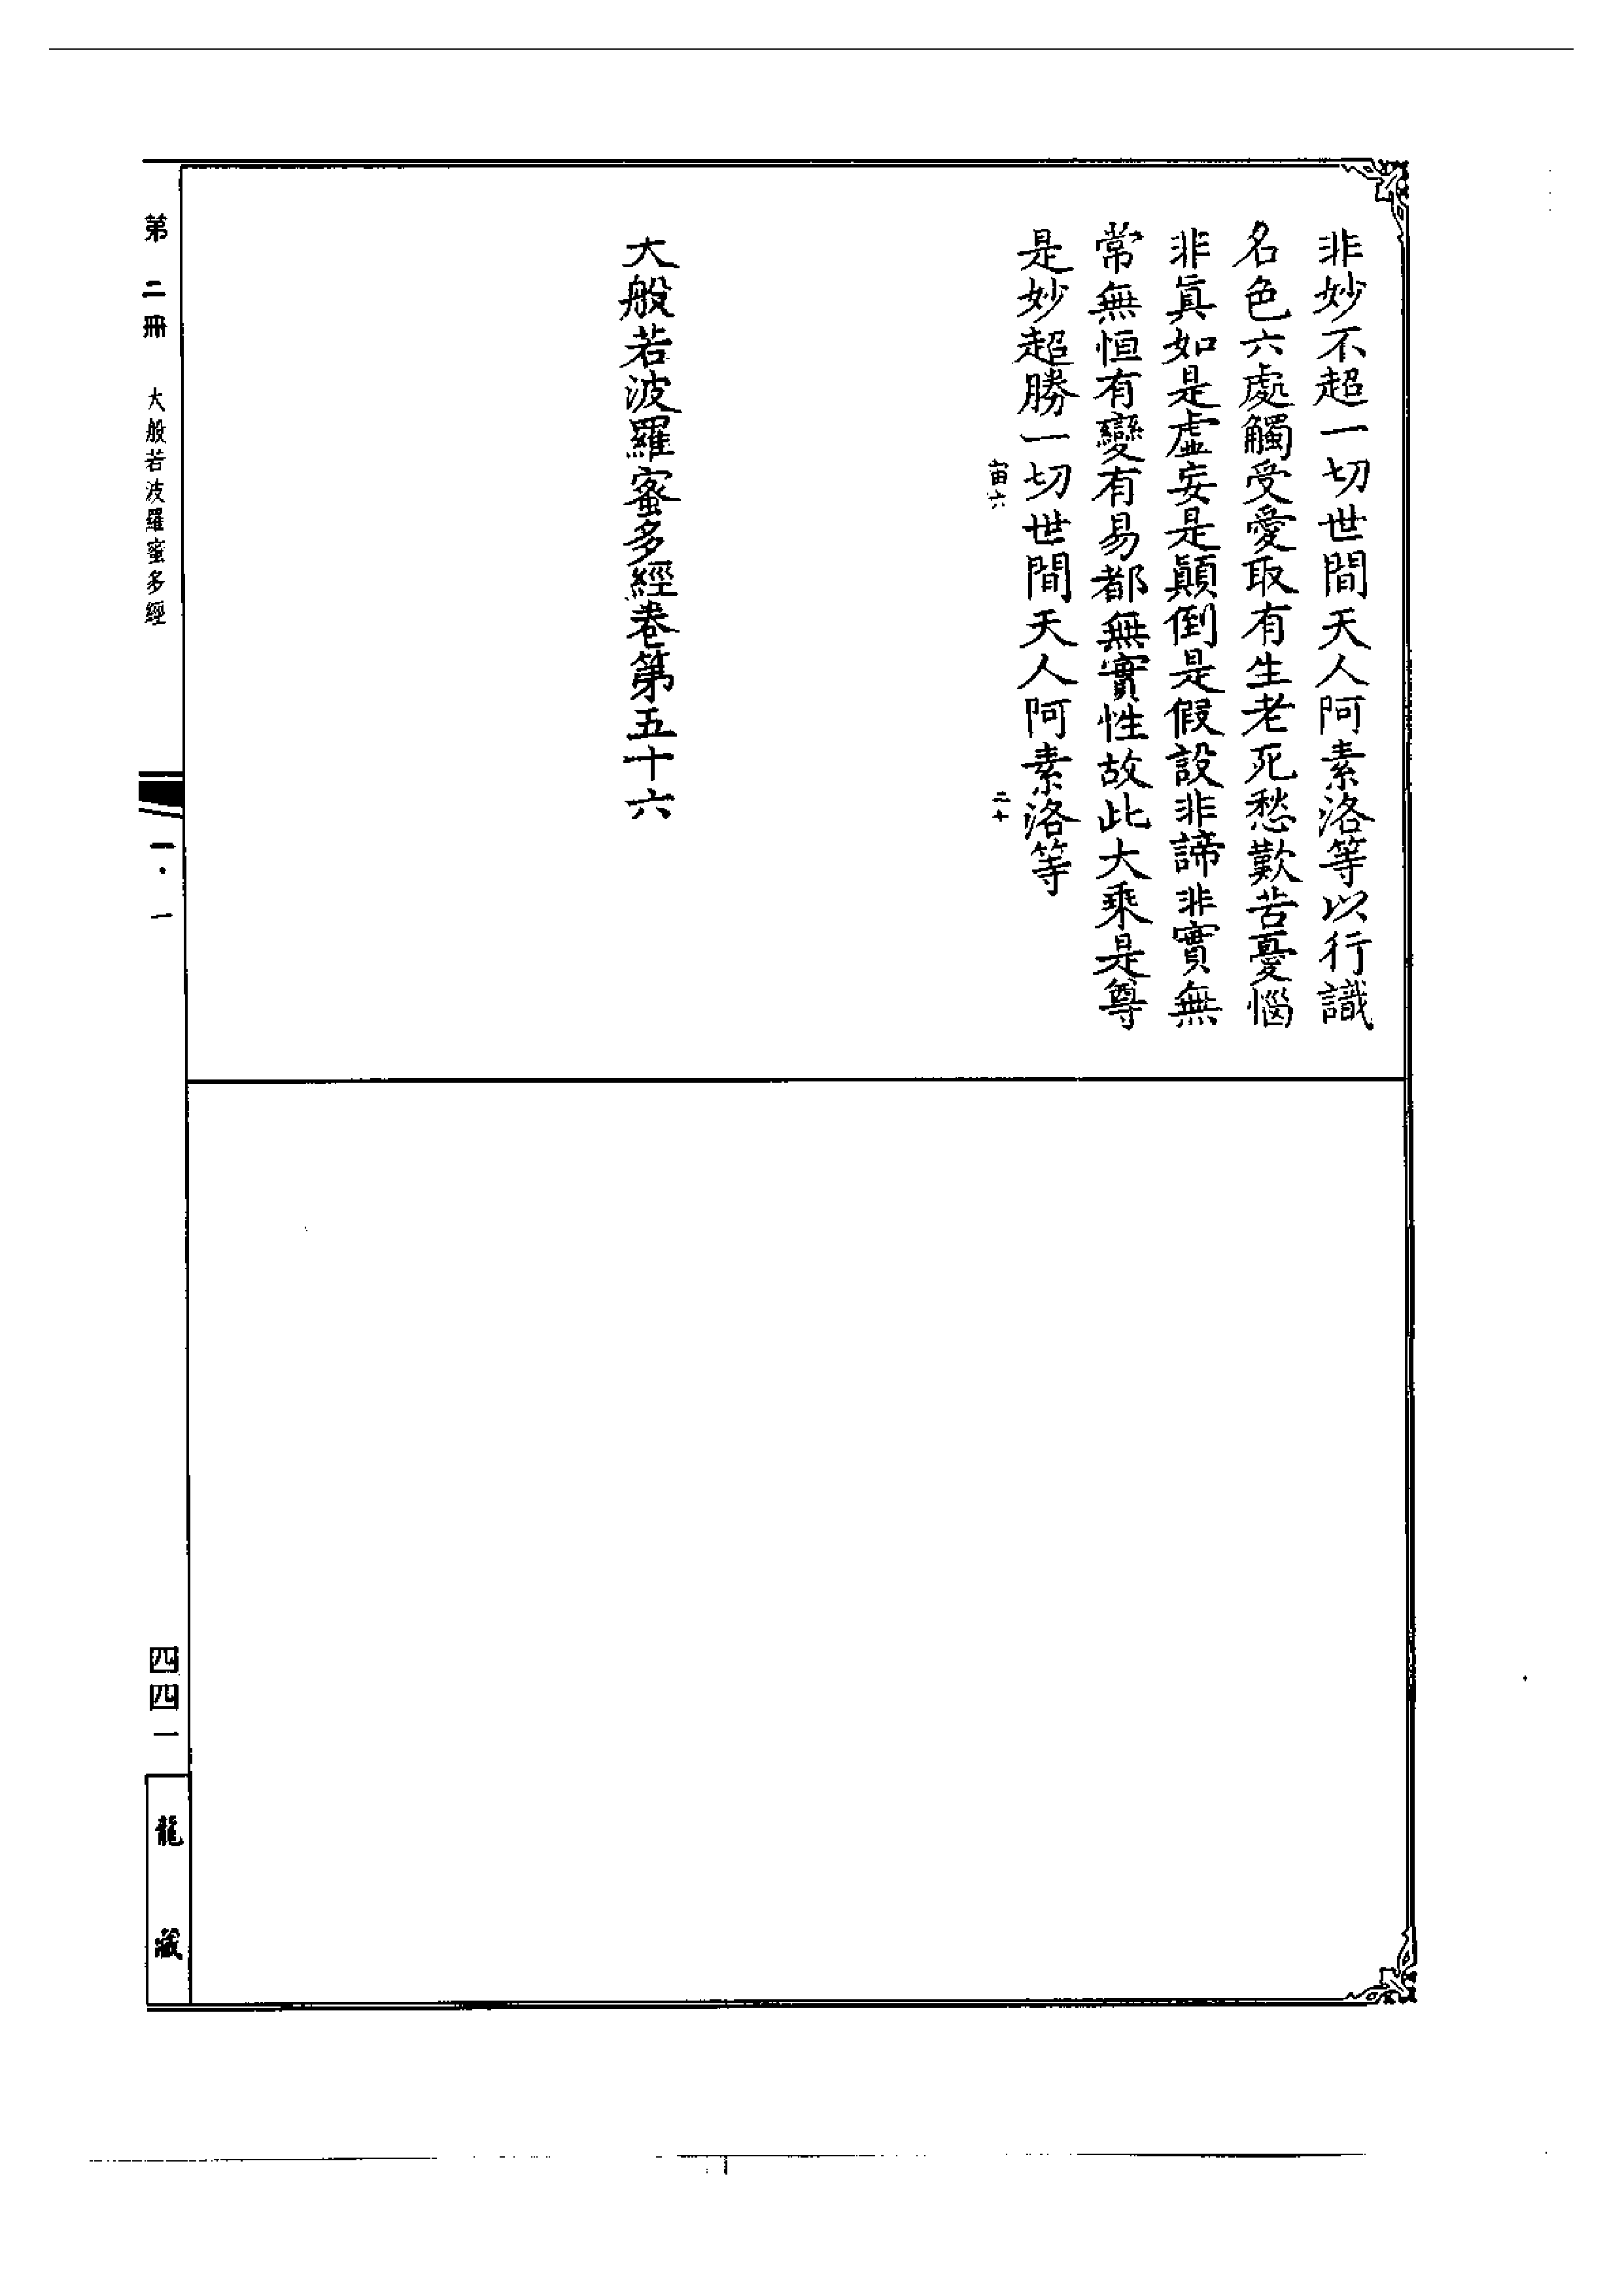 非妙不超一切世間天人阿素洛等以行識
名色六處觸受愛取有生老死愁歎苦憂惱
非眞如是虛妄是顛倒是假設非諦非實無
常無恒有變有易都無實性故此大乘是尊
是妙超勝一切世間天人阿素洛等
宙六
二十
大般若波羅蜜多經卷第五十六
第二冊
大般若波羅蜜多經
一·一
四四一
龍藏